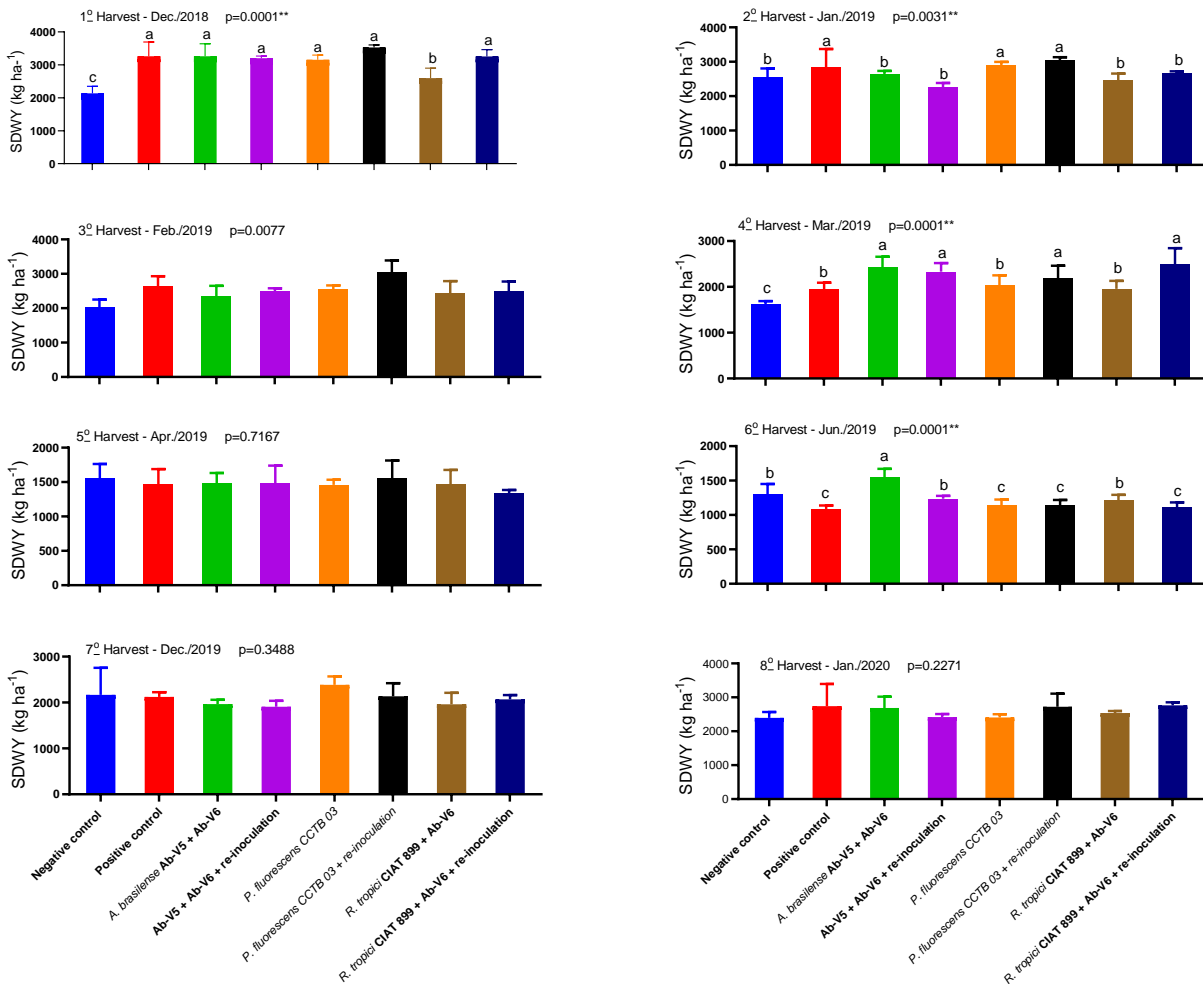 1º Harvest - Dec./2018 p=0.0001**
SDWY (kg ha⁻¹)
4000
3000
2000
1000
0
c a a a a a b a
2º Harvest - Jan./2019 p=0.0031**
SDWY (kg ha⁻¹)
4000
3000
2000
1000
0
b a b b a a b b
3º Harvest - Feb./2019 p=0.0077
SDWY (kg ha⁻¹)
4000
3000
2000
1000
0
4º Harvest - Mar./2019 p=0.0001**
SDWY (kg ha⁻¹)
3000
2000
1000
0
c b a a b a b a
5º Harvest - Apr./2019 p=0.7167
SDWY (kg ha⁻¹)
2000
1500
1000
500
0
6º Harvest - Jun./2019 p=0.0001**
SDWY (kg ha⁻¹)
2000
1500
1000
500
0
b c a b c c b c
7º Harvest - Dec./2019 p=0.3488
SDWY (kg ha⁻¹)
3000
2000
1000
0
Negative control
Positive control
A. brasilense Ab-V5 + Ab-V6
Ab-V5 + Ab-V6 + re-inoculation
P. fluorescens CCTB 03
P. fluorescens CCTB 03 + re-inoculation
R. tropici CIAT 899 + Ab-V6
R. tropici CIAT 899 + Ab-V6 + re-inoculation
8º Harvest - Jan./2020 p=0.2271
SDWY (kg ha⁻¹)
4000
3000
2000
1000
0
Negative control
Positive control
A. brasilense Ab-V5 + Ab-V6
Ab-V5 + Ab-V6 + re-inoculation
P. fluorescens CCTB 03
P. fluorescens CCTB 03 + re-inoculation
R. tropici CIAT 899 + Ab-V6
R. tropici CIAT 899 + Ab-V6 + re-inoculation